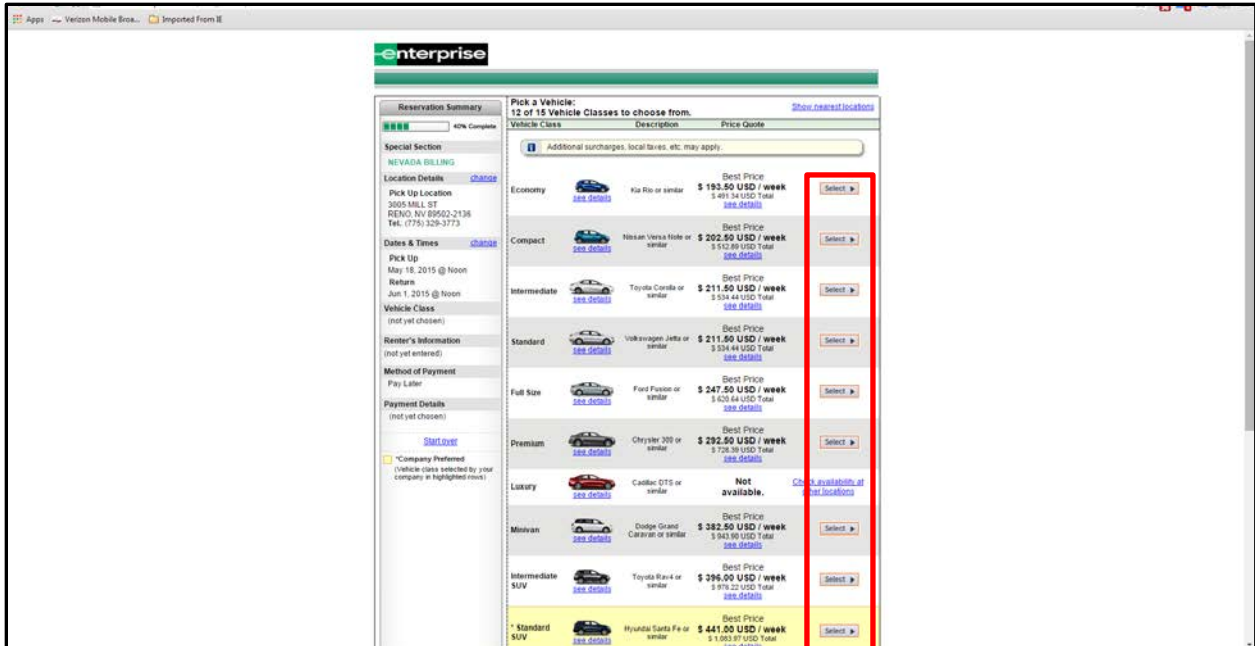 Apps Verizon Mobile Broa... Imported From IE
enterprise
Reservation Summary
40% Complete
Special Section
NEVADA BILLING
Location Details change
Pick Up Location
3005 MILL ST
RENO, NV 89502-2136
Tel. (775) 329-3773
Dates & Times change
Pick Up
May 18, 2015 @ Noon
Return
Jun 1, 2015 @ Noon
Vehicle Class
(not yet chosen)
Renter's Information
(not yet entered)
Method of Payment
Pay Later
Payment Details
(not yet chosen)
Start over
*Company Preferred
(Vehicle class selected by your
company in highlighted rows)
Pick a Vehicle:
12 of 15 Vehicle Classes to choose from.
Show nearest locations
Vehicle Class Description Price Quote
Additional surcharges, local taxes, etc. may apply.
Economy
see details
Kia Rio or similar
Best Price
$ 193.50 USD / week
$ 491.34 USD Total
see details
Select
Compact
see details
Nissan Versa Note or
similar
Best Price
$ 202.50 USD / week
$ 512.89 USD Total
see details
Select
Intermediate
see details
Toyota Corolla or
similar
Best Price
$ 211.50 USD / week
$ 534.44 USD Total
see details
Select
Standard
see details
Volkswagen Jetta or
similar
Best Price
$ 211.50 USD / week
$ 534.44 USD Total
see details
Select
Full Size
see details
Ford Fusion or
similar
Best Price
$ 247.50 USD / week
$ 620.64 USD Total
see details
Select
Premium
see details
Chrysler 300 or
similar
Best Price
$ 292.50 USD / week
$ 728.39 USD Total
see details
Select
Luxury
see details
Cadillac DTS or
similar
Not
available.
Check availability at
other locations
Minivan
see details
Dodge Grand
Caravan or similar
Best Price
$ 382.50 USD / week
$ 943.90 USD Total
see details
Select
Intermediate
SUV
see details
Toyota Rav4 or
similar
Best Price
$ 396.00 USD / week
$ 976.22 USD Total
see details
Select
* Standard
SUV
see details
Hyundai Santa Fe or
similar
Best Price
$ 441.00 USD / week
$ 1,083.97 USD Total
see details
Select